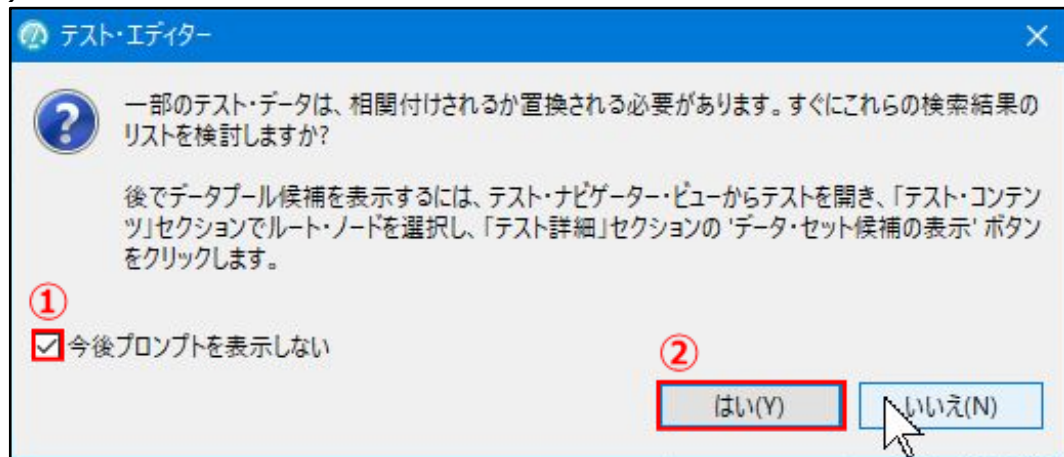 テスト・エディター
一部のテスト・データは、相関付けされるか置換される必要があります。すぐにこれらの検索結果の
リストを検討しますか?
後でデータプール候補を表示するには、テスト・ナビゲーター・ビューからテストを開き、「テスト・コンテン
ツ」セクションでルート・ノードを選択し、「テスト詳細」セクションの 'データ・セット候補の表示' ボタン
をクリックします。
①
今後プロンプトを表示しない
②
はい(Y) いいえ(N)